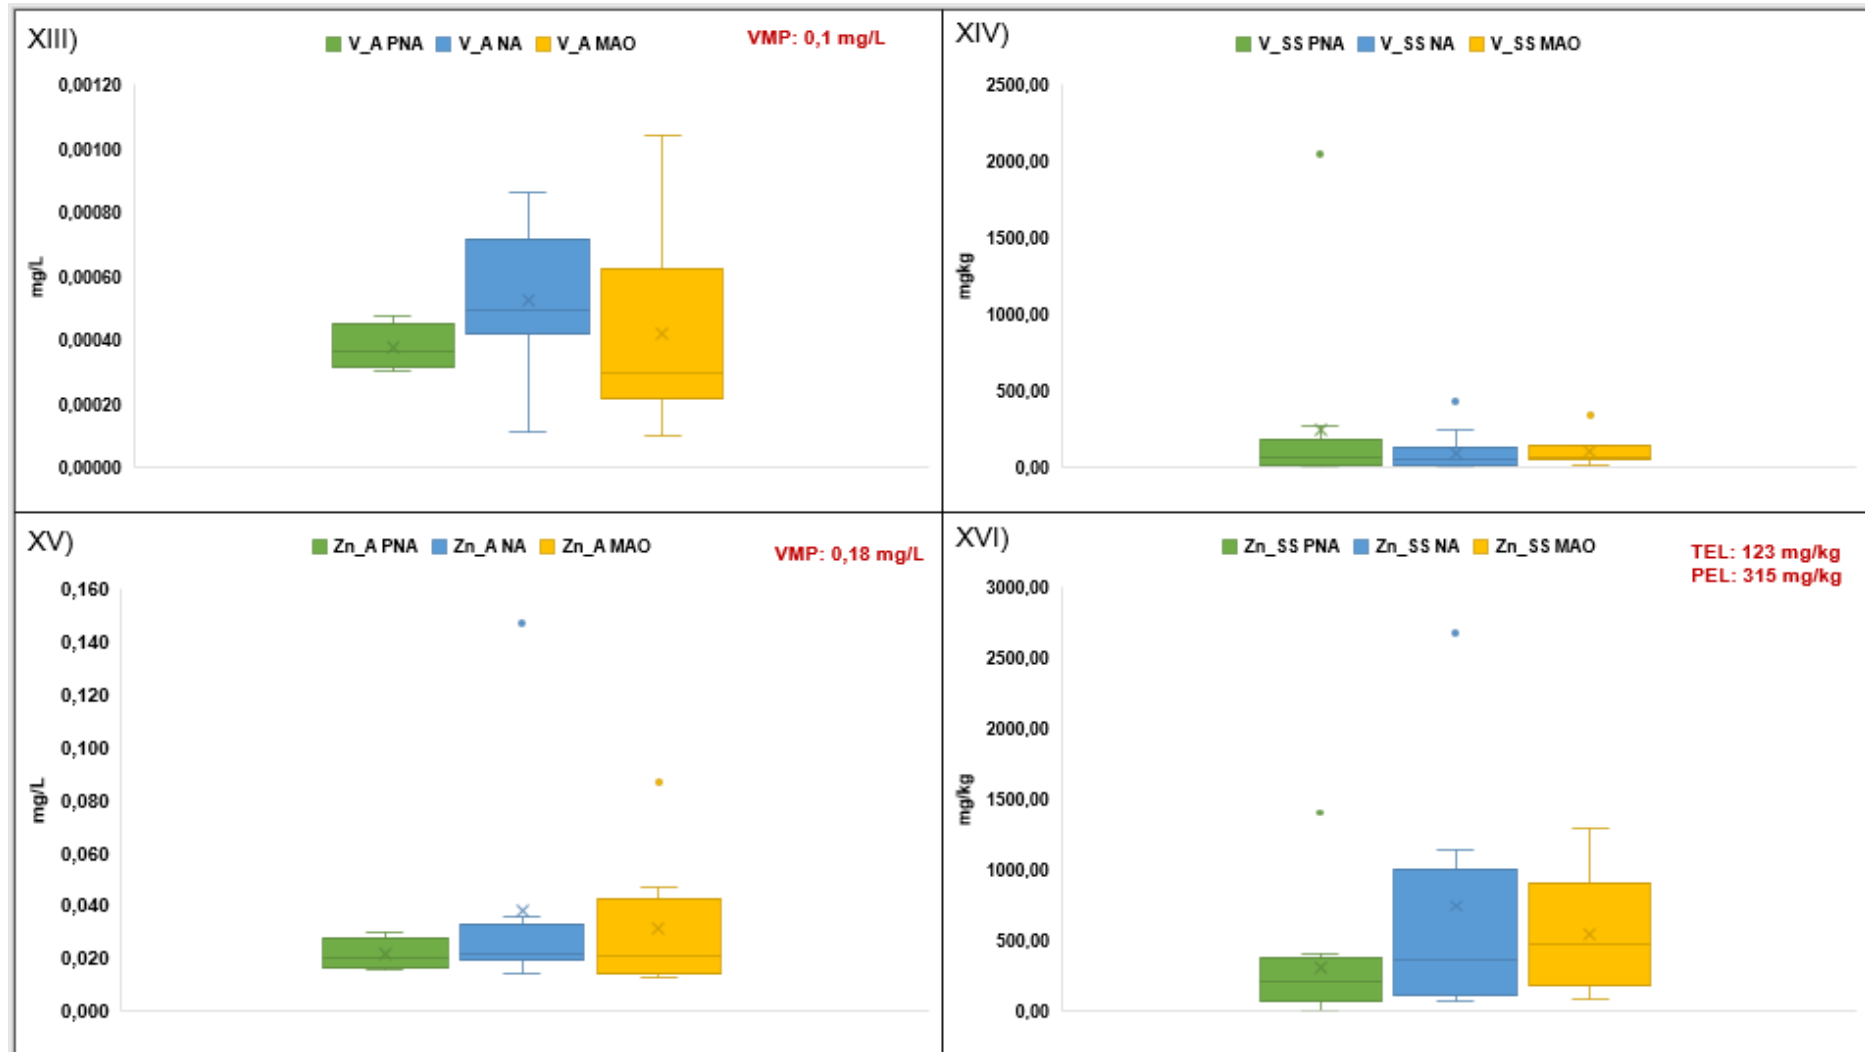 XIII)
V_A PNA V_A NA V_A MAO
VMP: 0,1 mg/L
0,00120
0,00100
0,00080
0,00060
0,00040
0,00020
0,00000
mg/L
XIV)
V_SS PNA V_SS NA V_SS MAO
2500,00
2000,00
1500,00
1000,00
500,00
0,00
mgkg
XV)
Zn_A PNA Zn_A NA Zn_A MAO
VMP: 0,18 mg/L
0,160
0,140
0,120
0,100
0,080
0,060
0,040
0,020
0,000
mg/L
XVI)
Zn_SS PNA Zn_SS NA Zn_SS MAO
TEL: 123 mg/kg
PEL: 315 mg/kg
3000,00
2500,00
2000,00
1500,00
1000,00
500,00
0,00
mg/kg